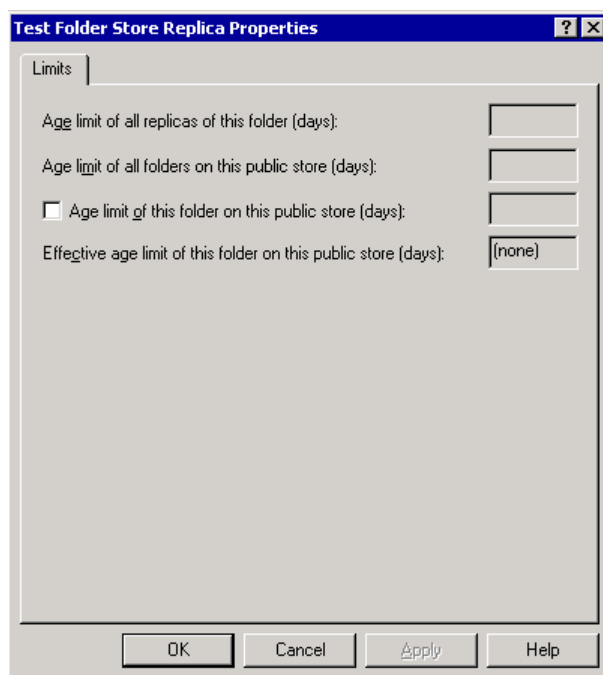 Test Folder Store Replica Properties
Limits
Age limit of all replicas of this folder (days):
Age limit of all folders on this public store (days):
Age limit of this folder on this public store (days):
Effective age limit of this folder on this public store (days): (none)
OK Cancel Apply Help